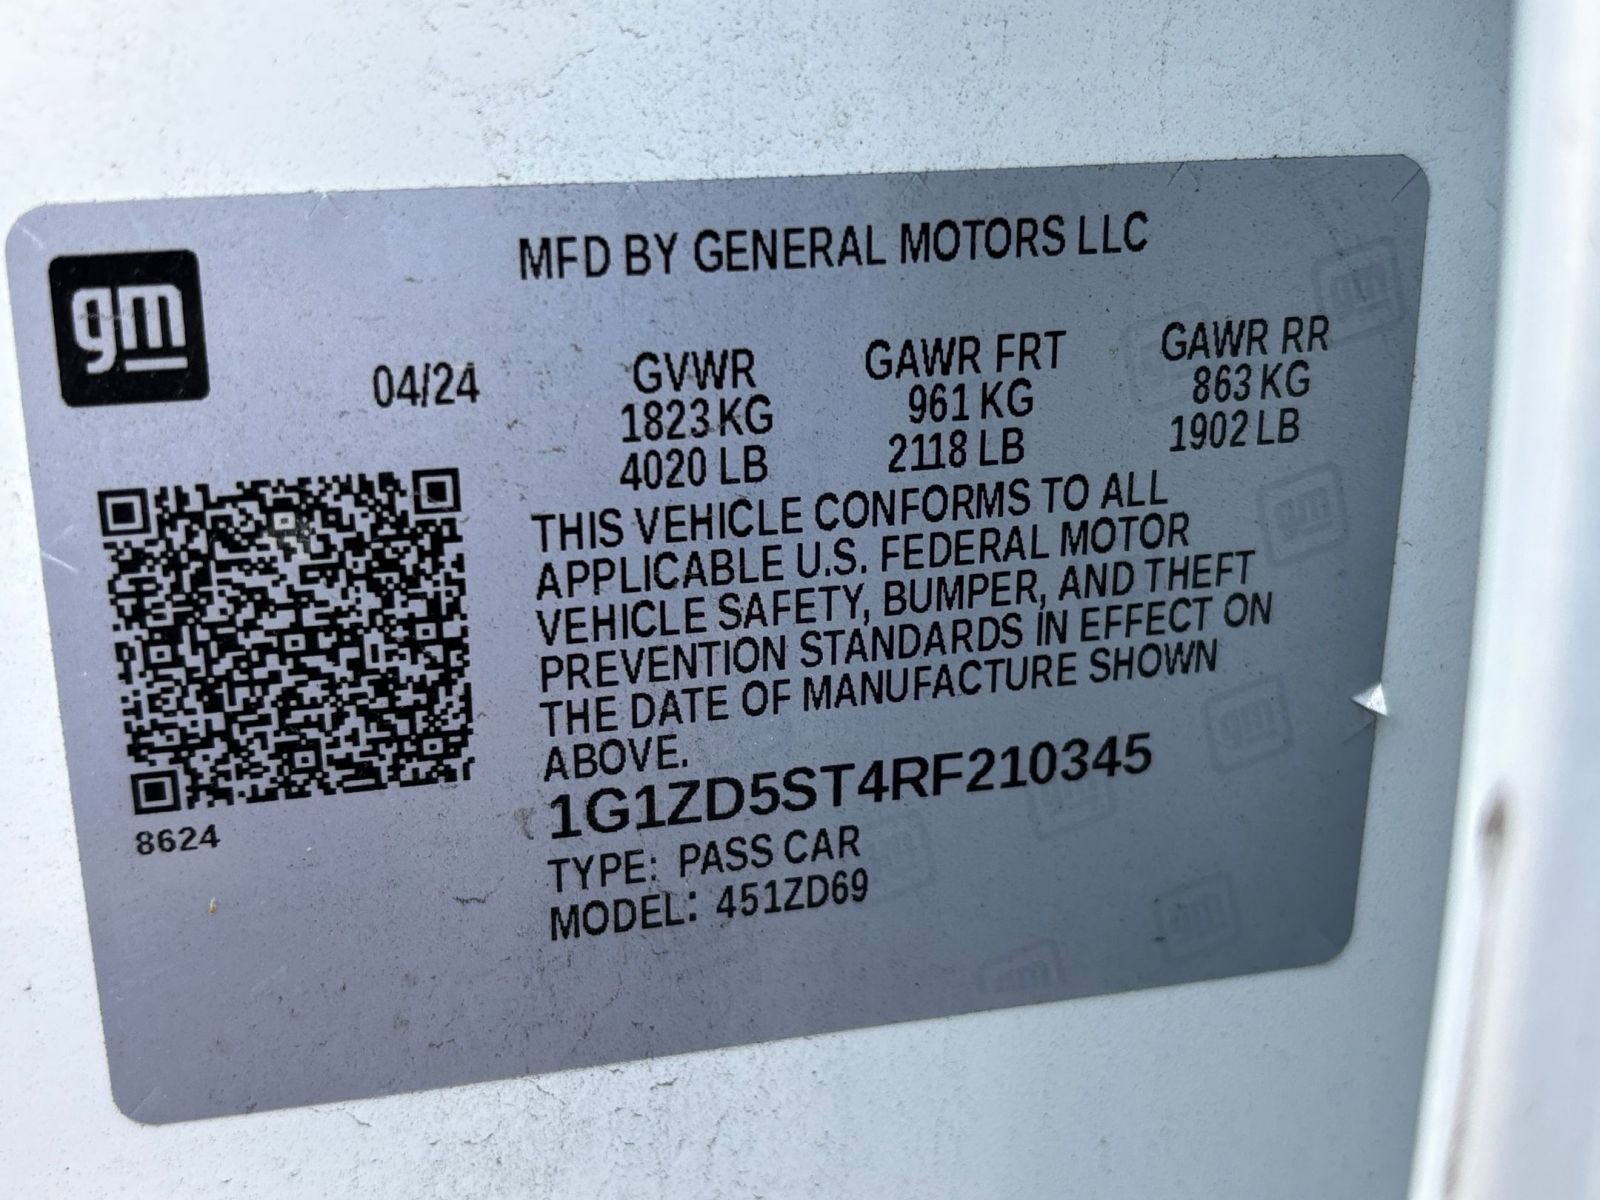 gm
MFD BY GENERAL MOTORS LLC
04/24
GVWR GAWR FRT GAWR RR
1823 KG 961 KG 863 KG
4020 LB 2118 LB 1902 LB
THIS VEHICLE CONFORMS TO ALL
APPLICABLE U.S. FEDERAL MOTOR
VEHICLE SAFETY, BUMPER, AND THEFT
PREVENTION STANDARDS IN EFFECT ON
THE DATE OF MANUFACTURE SHOWN
ABOVE.
1G1ZD5ST4RF210345
8624
TYPE: PASS CAR
MODEL: 451ZD69